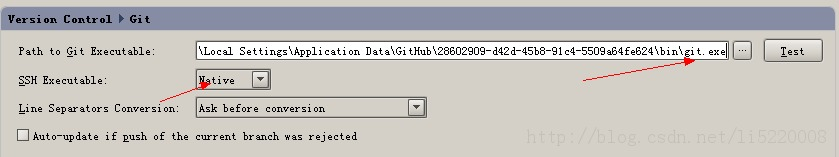 Version Control ▸ Git
Path to Git Executable: \Local Settings\Application Data\GitHub\28602909-d42d-45b8-91c4-5509a64fe624\bin\git.exe ... Test
SSH Executable: Native
Line Separators Conversion: Ask before conversion
Auto-update if push of the current branch was rejected
http://blog.csdn.net/li5220008